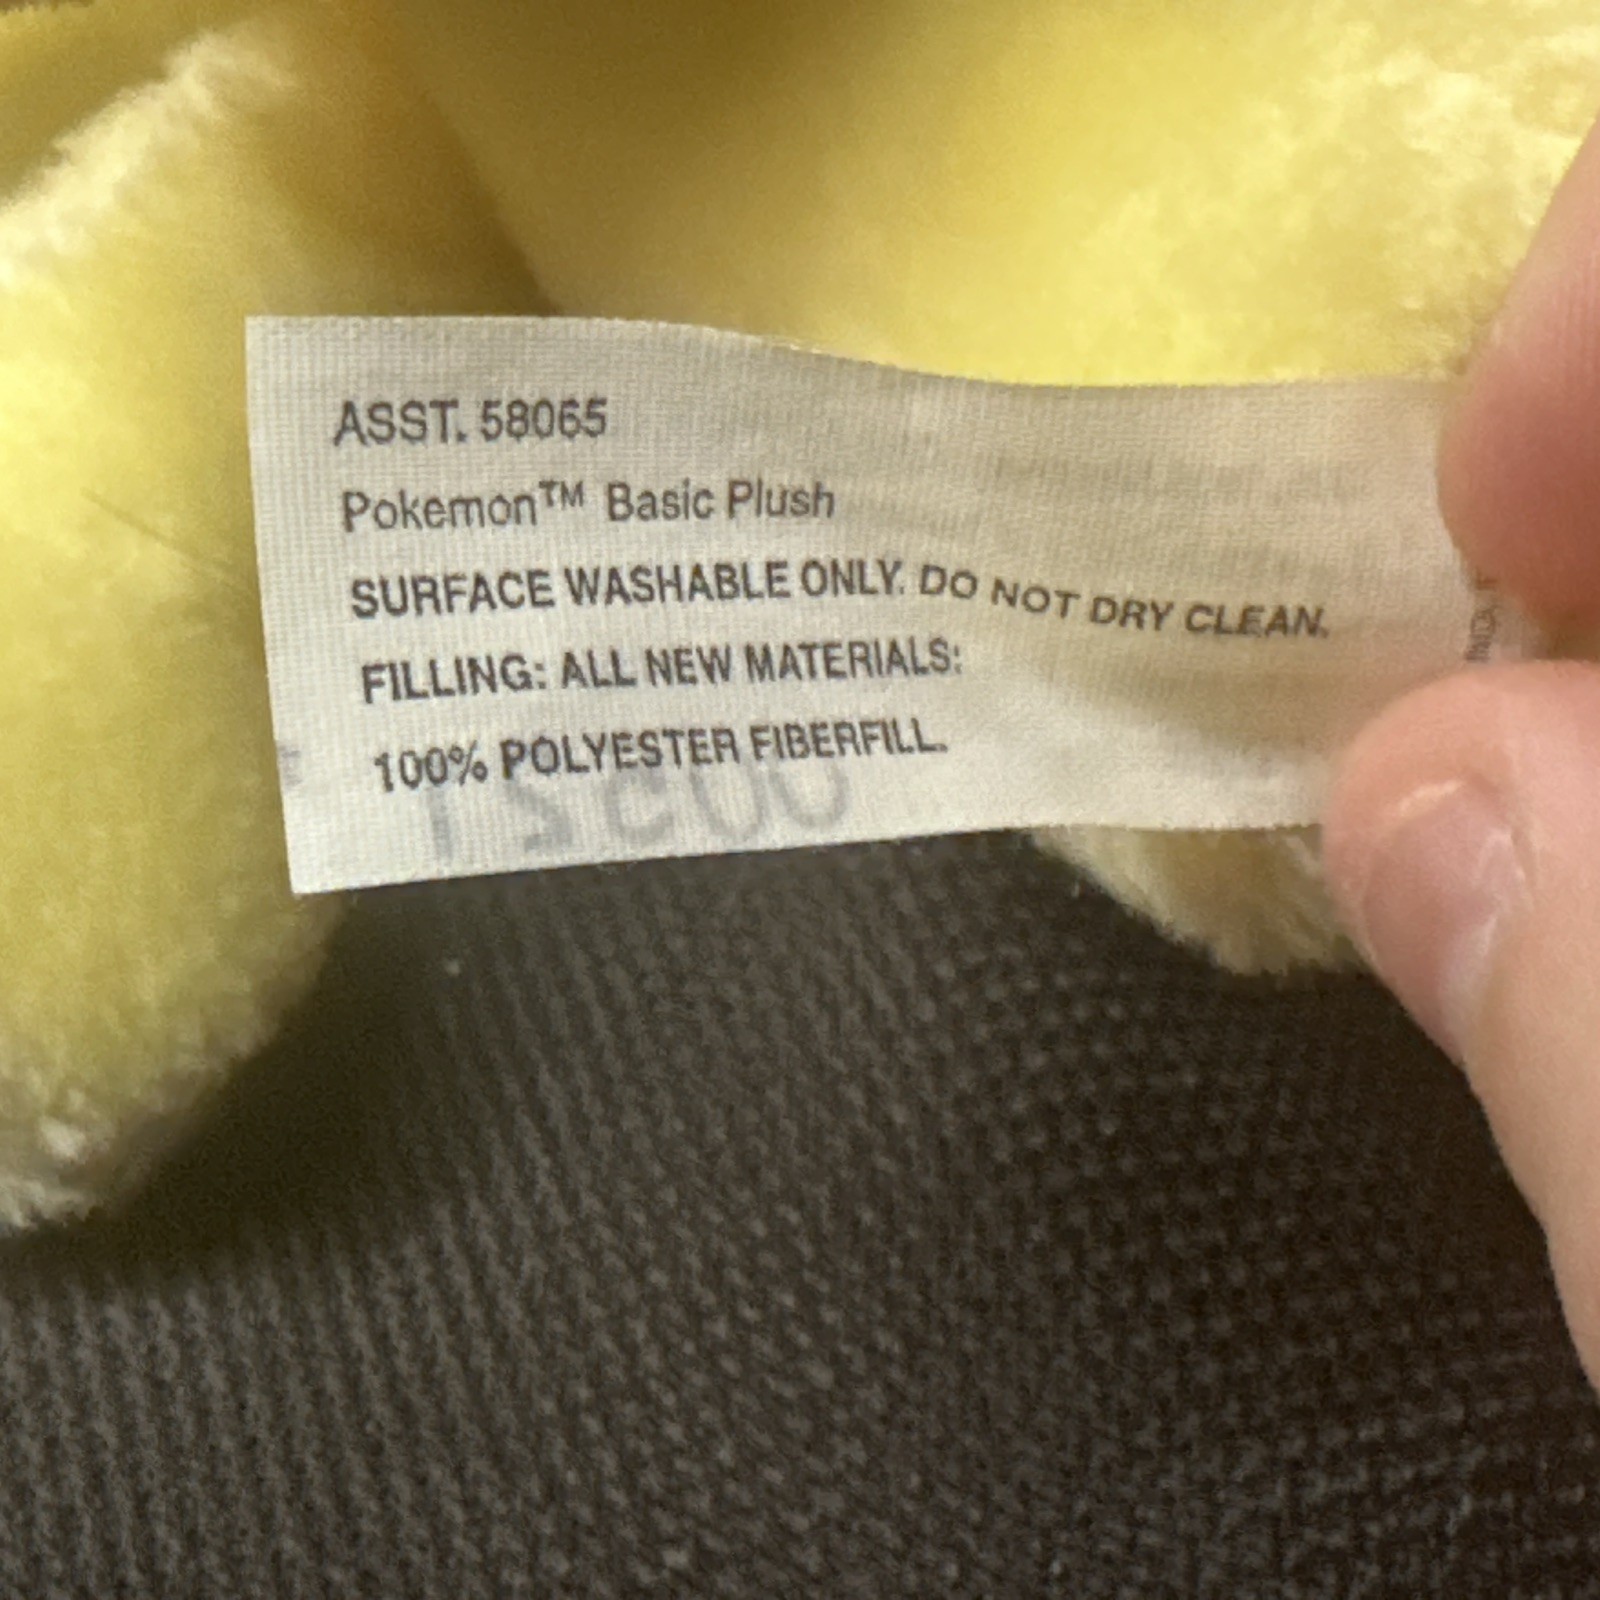 ASST. 58065
Pokemon™ Basic Plush
SURFACE WASHABLE ONLY. DO NOT DRY CLEAN.
FILLING: ALL NEW MATERIALS:
100% POLYESTER FIBERFILL.